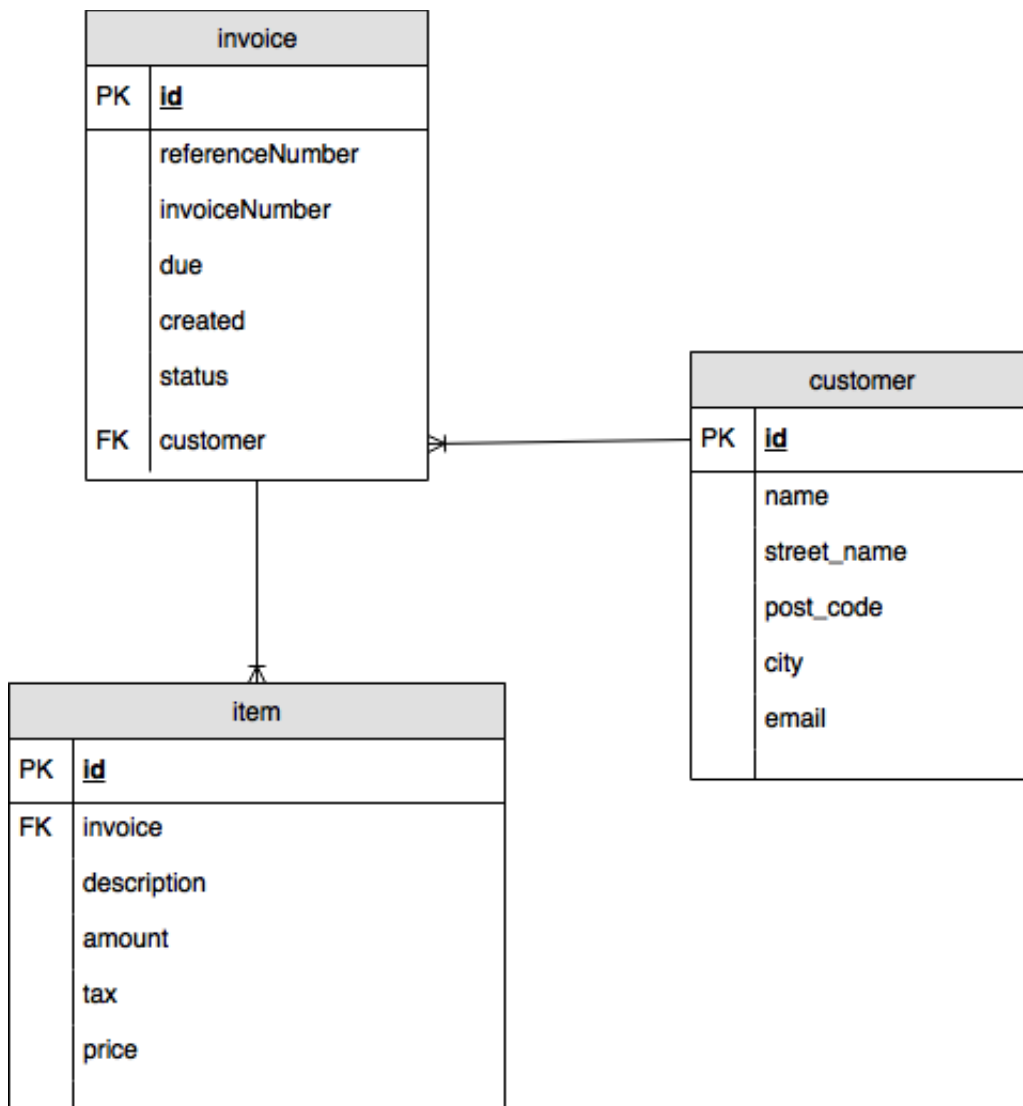 invoice
PK id
referenceNumber
invoiceNumber
due
created
status
FK customer
customer
PK id
name
street_name
post_code
city
email
item
PK id
FK invoice
description
amount
tax
price